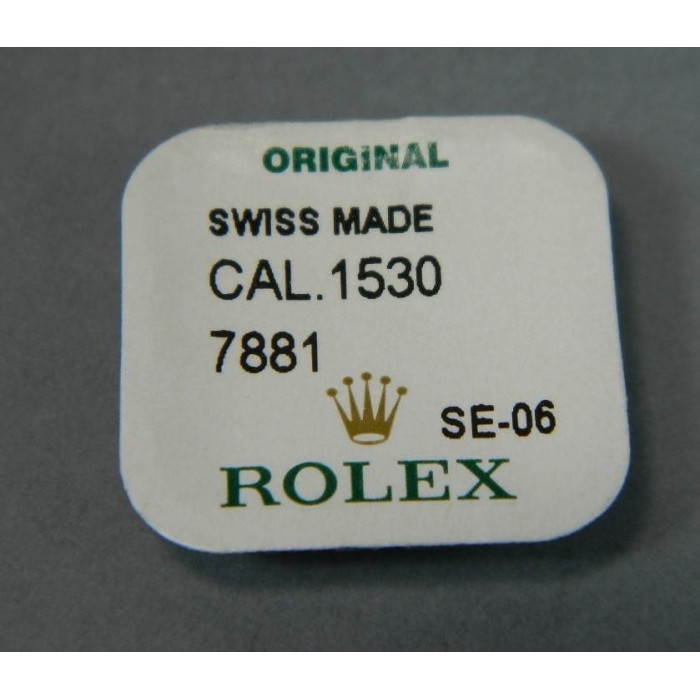 ORIGINAL
SWISS MADE
CAL.1530
7881
SE-06
ROLEX